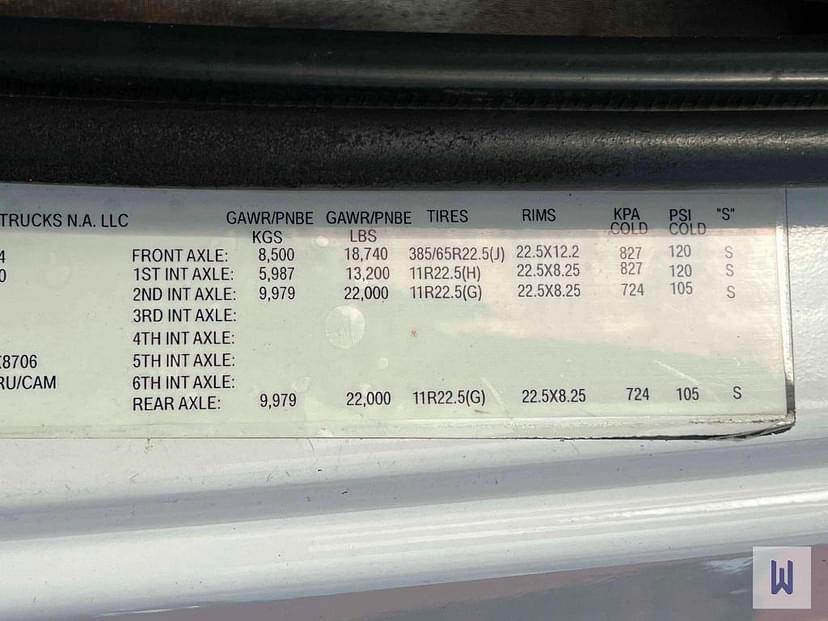 TRUCKS N.A. LLC GAWR/PNBE GAWR/PNBE TIRES RIMS KPA PSI "S"
KGS LBS COLD COLD
4 FRONT AXLE: 8,500 18,740 385/65R22.5(J) 22.5X12.2 827 120 S
0 1ST INT AXLE: 5,987 13,200 11R22.5(H) 22.5X8.25 827 120 S
2ND INT AXLE: 9,979 22,000 11R22.5(G) 22.5X8.25 724 105 S
3RD INT AXLE:
4TH INT AXLE:
8706 5TH INT AXLE:
RU/CAM 6TH INT AXLE:
REAR AXLE: 9,979 22,000 11R22.5(G) 22.5X8.25 724 105 S
W